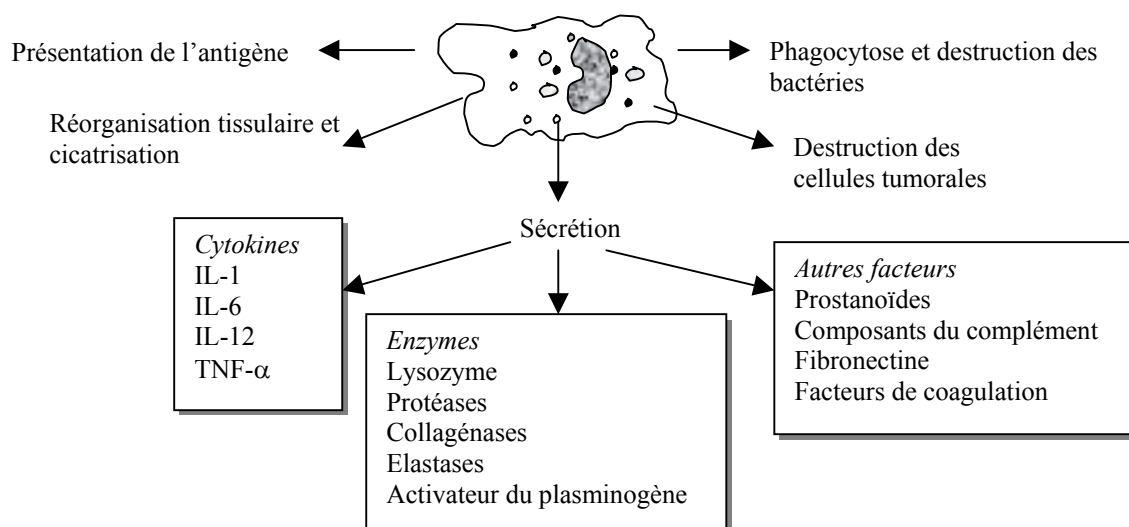 Présentation de l'antigène
Phagocytose et destruction des
bactéries
Réorganisation tissulaire et
cicatrisation
Destruction des
cellules tumorales
Sécrétion
Cytokines
IL-1
IL-6
IL-12
TNF-α
Enzymes
Lysozyme
Protéases
Collagénases
Elastases
Activateur du plasminogène
Autres facteurs
Prostanoïdes
Composants du complément
Fibronectine
Facteurs de coagulation